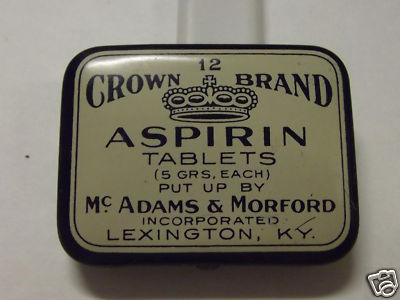 12
CROWN BRAND
ASPIRIN
TABLETS
(5 GRS, EACH)
PUT UP BY
Mc ADAMS & MORFORD
INCORPORATED
LEXINGTON, KY.